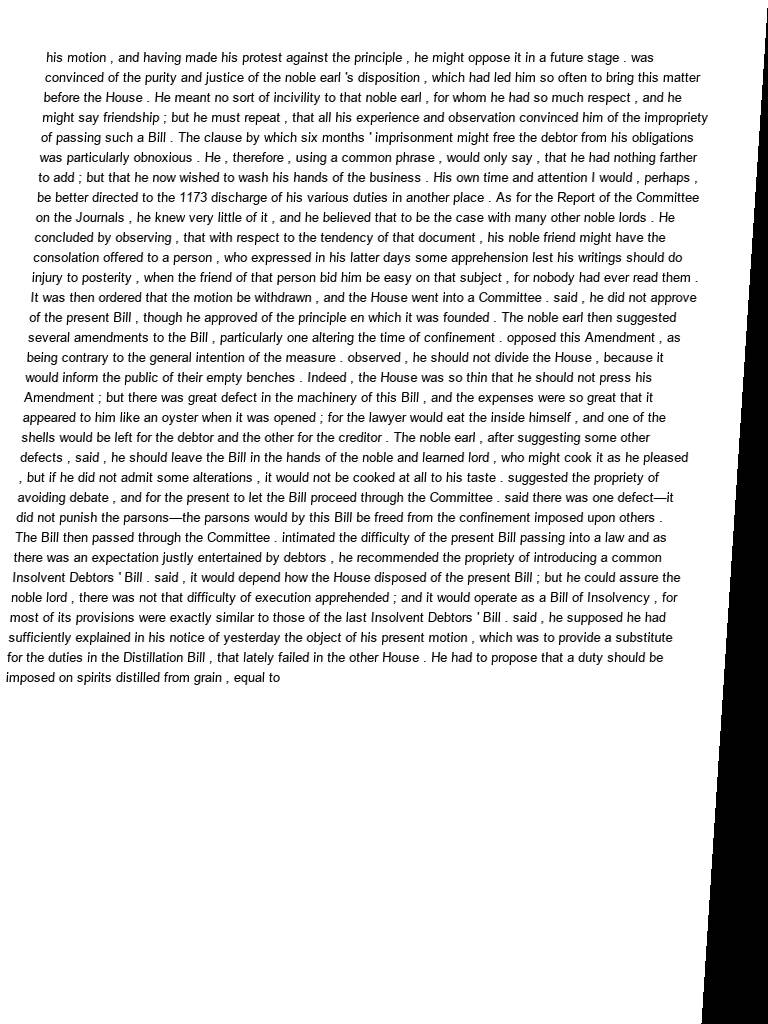 his motion , and having made his protest against the principle , he might oppose it in a future stage . was
convinced of the purity and justice of the noble earl 's disposition , which had led him so often to bring this matter
before the House . He meant no sort of incivility to that noble earl , for whom he had so much respect , and he
might say friendship ; but he must repeat , that all his experience and observation convinced him of the impropriety
of passing such a Bill . The clause by which six months ' imprisonment might free the debtor from his obligations
was particularly obnoxious . He , therefore , using a common phrase , would only say , that he had nothing farther
to add ; but that he now wished to wash his hands of the business . His own time and attention I would , perhaps ,
be better directed to the 1173 discharge of his various duties in another place . As for the Report of the Committee
on the Journals , he knew very little of it , and he believed that to be the case with many other noble lords . He
concluded by observing , that with respect to the tendency of that document , his noble friend might have the
consolation offered to a person , who expressed in his latter days some apprehension lest his writings should do
injury to posterity , when the friend of that person bid him be easy on that subject , for nobody had ever read them .
It was then ordered that the motion be withdrawn , and the House went into a Committee . said , he did not approve
of the present Bill , though he approved of the principle en which it was founded . The noble earl then suggested
several amendments to the Bill , particularly one altering the time of confinement . opposed this Amendment , as
being contrary to the general intention of the measure . observed , he should not divide the House , because it
would inform the public of their empty benches . Indeed , the House was so thin that he should not press his
Amendment ; but there was great defect in the machinery of this Bill , and the expenses were so great that it
appeared to him like an oyster when it was opened ; for the lawyer would eat the inside himself , and one of the
shells would be left for the debtor and the other for the creditor . The noble earl , after suggesting some other
defects , said , he should leave the Bill in the hands of the noble and learned lord , who might cook it as he pleased
, but if he did not admit some alterations , it would not be cooked at all to his taste . suggested the propriety of
avoiding debate , and for the present to let the Bill proceed through the Committee . said there was one defect—it
did not punish the parsons—the parsons would by this Bill be freed from the confinement imposed upon others .
The Bill then passed through the Committee . intimated the difficulty of the present Bill passing into a law and as
there was an expectation justly entertained by debtors , he recommended the propriety of introducing a common
Insolvent Debtors ' Bill . said , it would depend how the House disposed of the present Bill ; but he could assure the
noble lord , there was not that difficulty of execution apprehended ; and it would operate as a Bill of Insolvency , for
most of its provisions were exactly similar to those of the last Insolvent Debtors ' Bill . said , he supposed he had
sufficiently explained in his notice of yesterday the object of his present motion , which was to provide a substitute
for the duties in the Distillation Bill , that lately failed in the other House . He had to propose that a duty should be
imposed on spirits distilled from grain , equal to